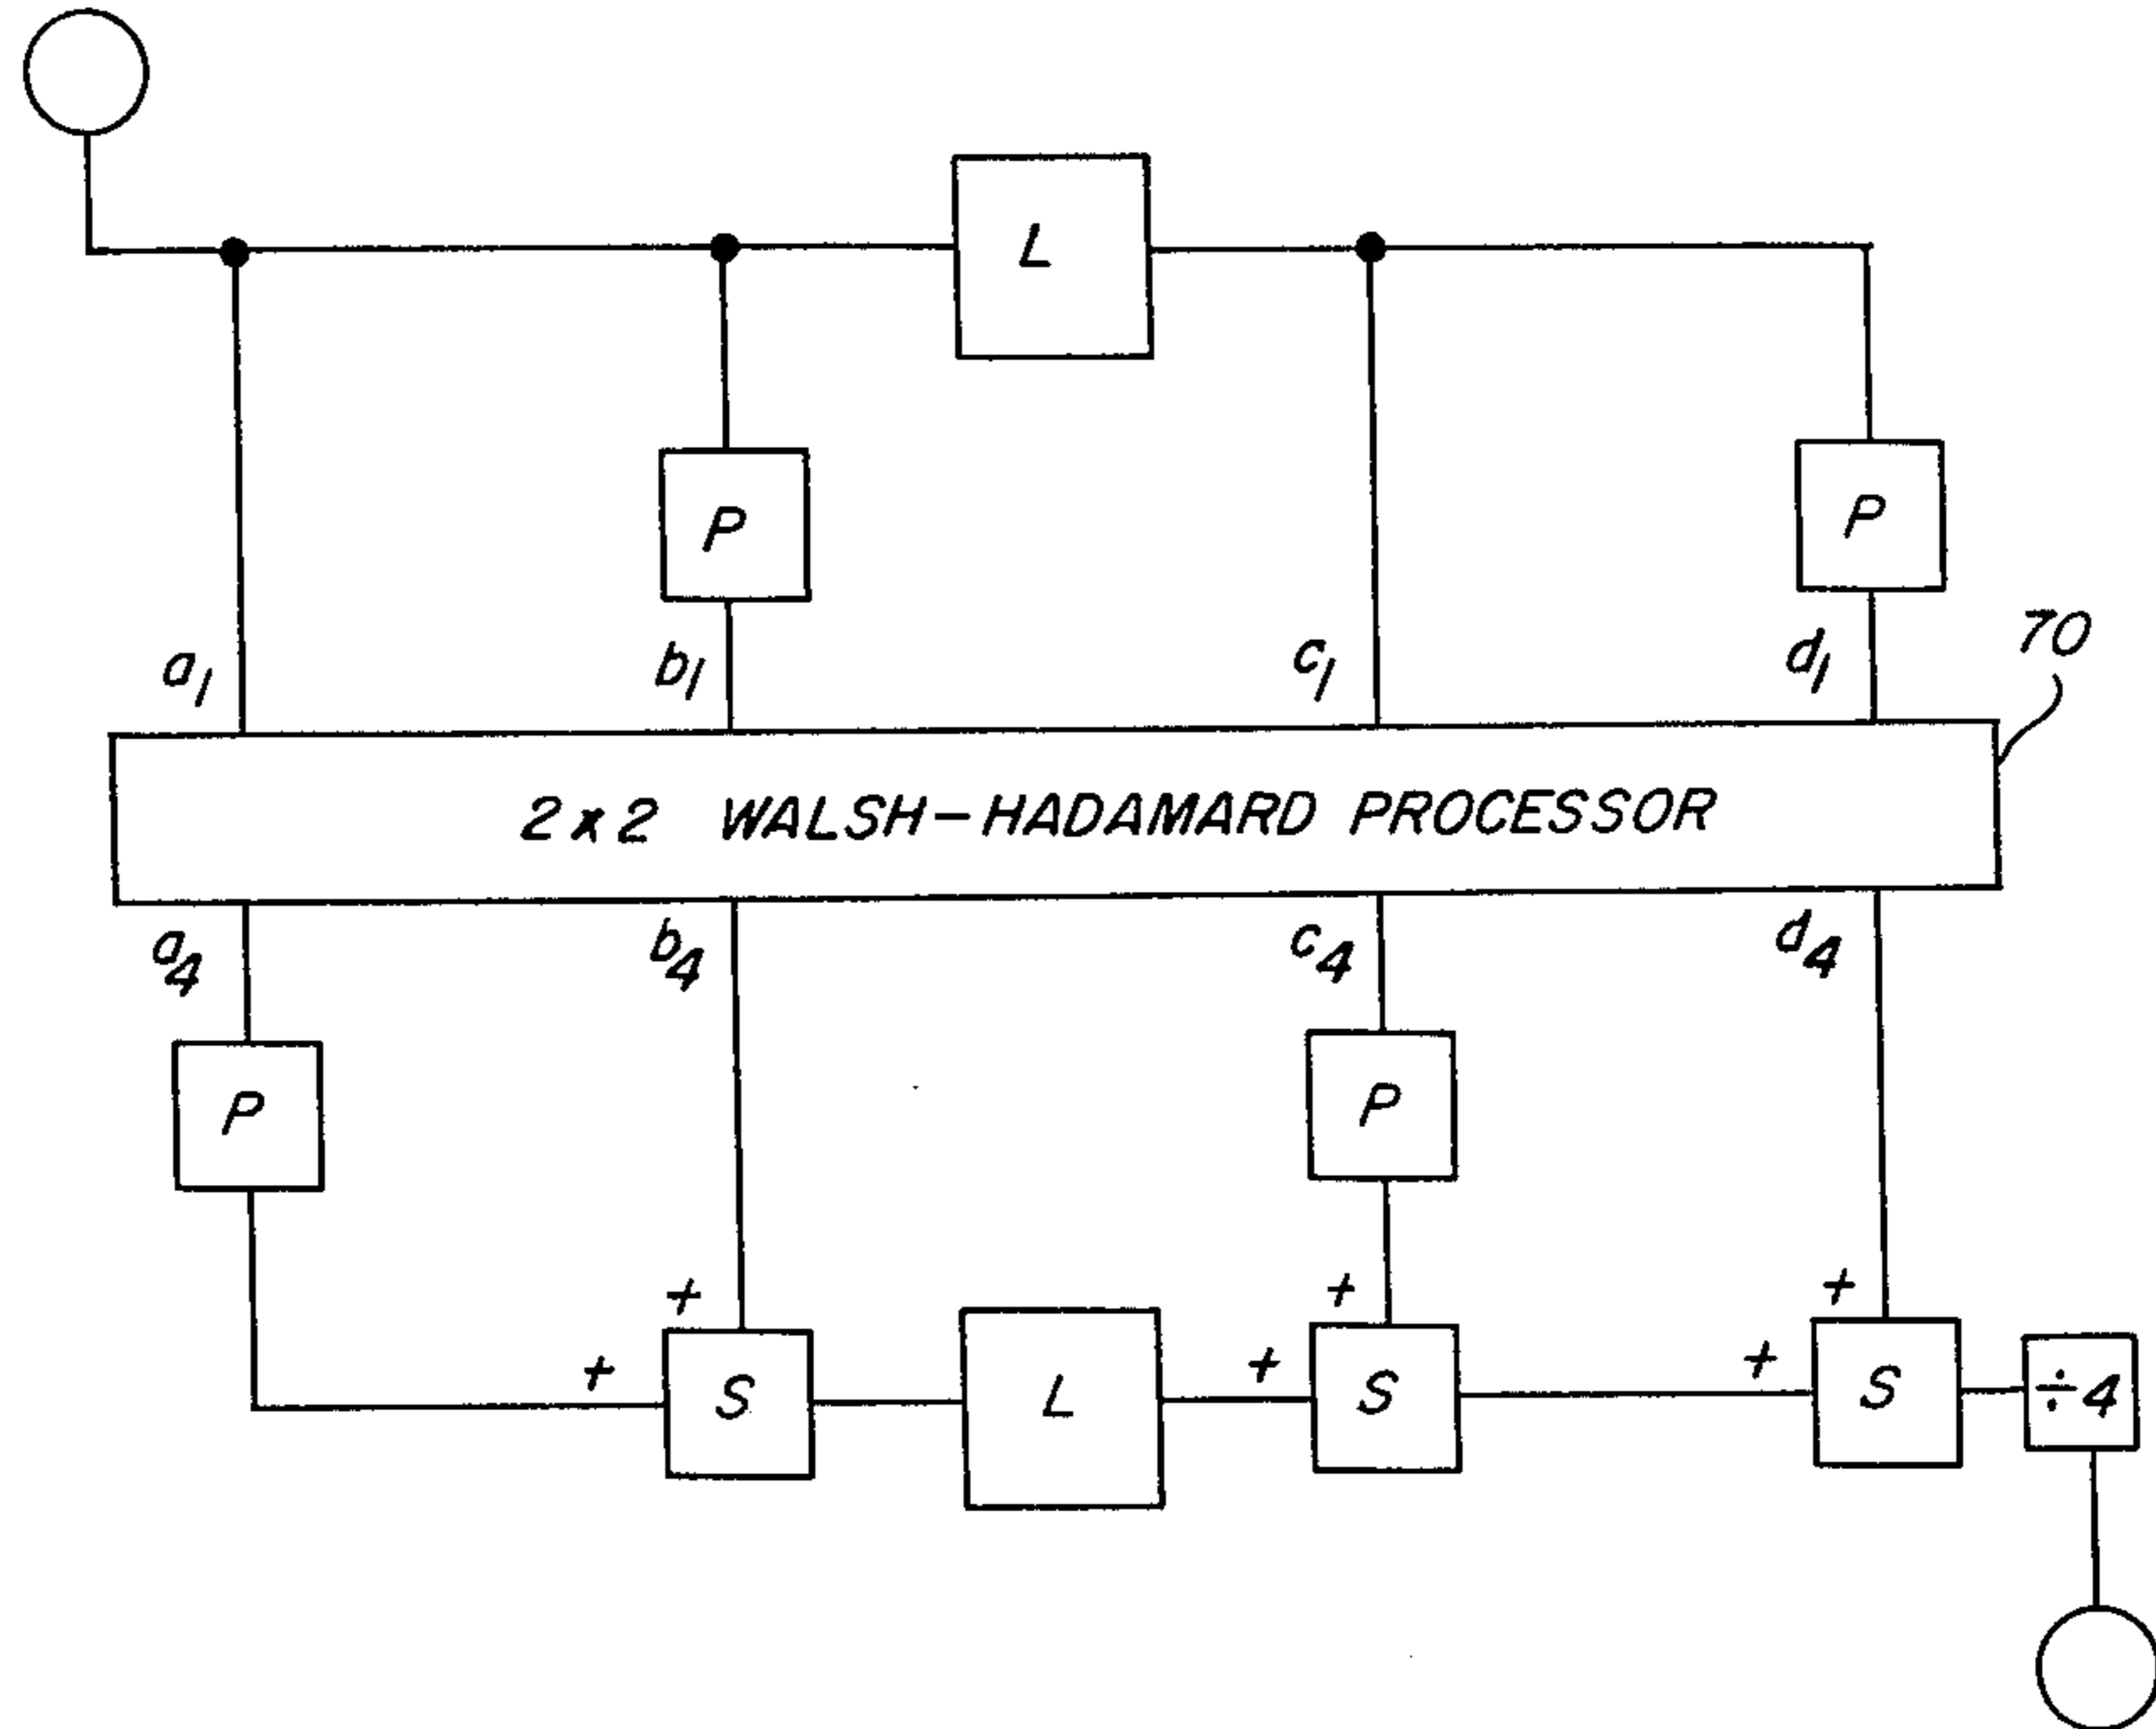 L
P
P
a1 b1 c1 d1 70
2x2 WALSH-HADAMARD PROCESSOR
a4 b4 c4 d4
P
P
+ + +
+ S L + S + S ÷4